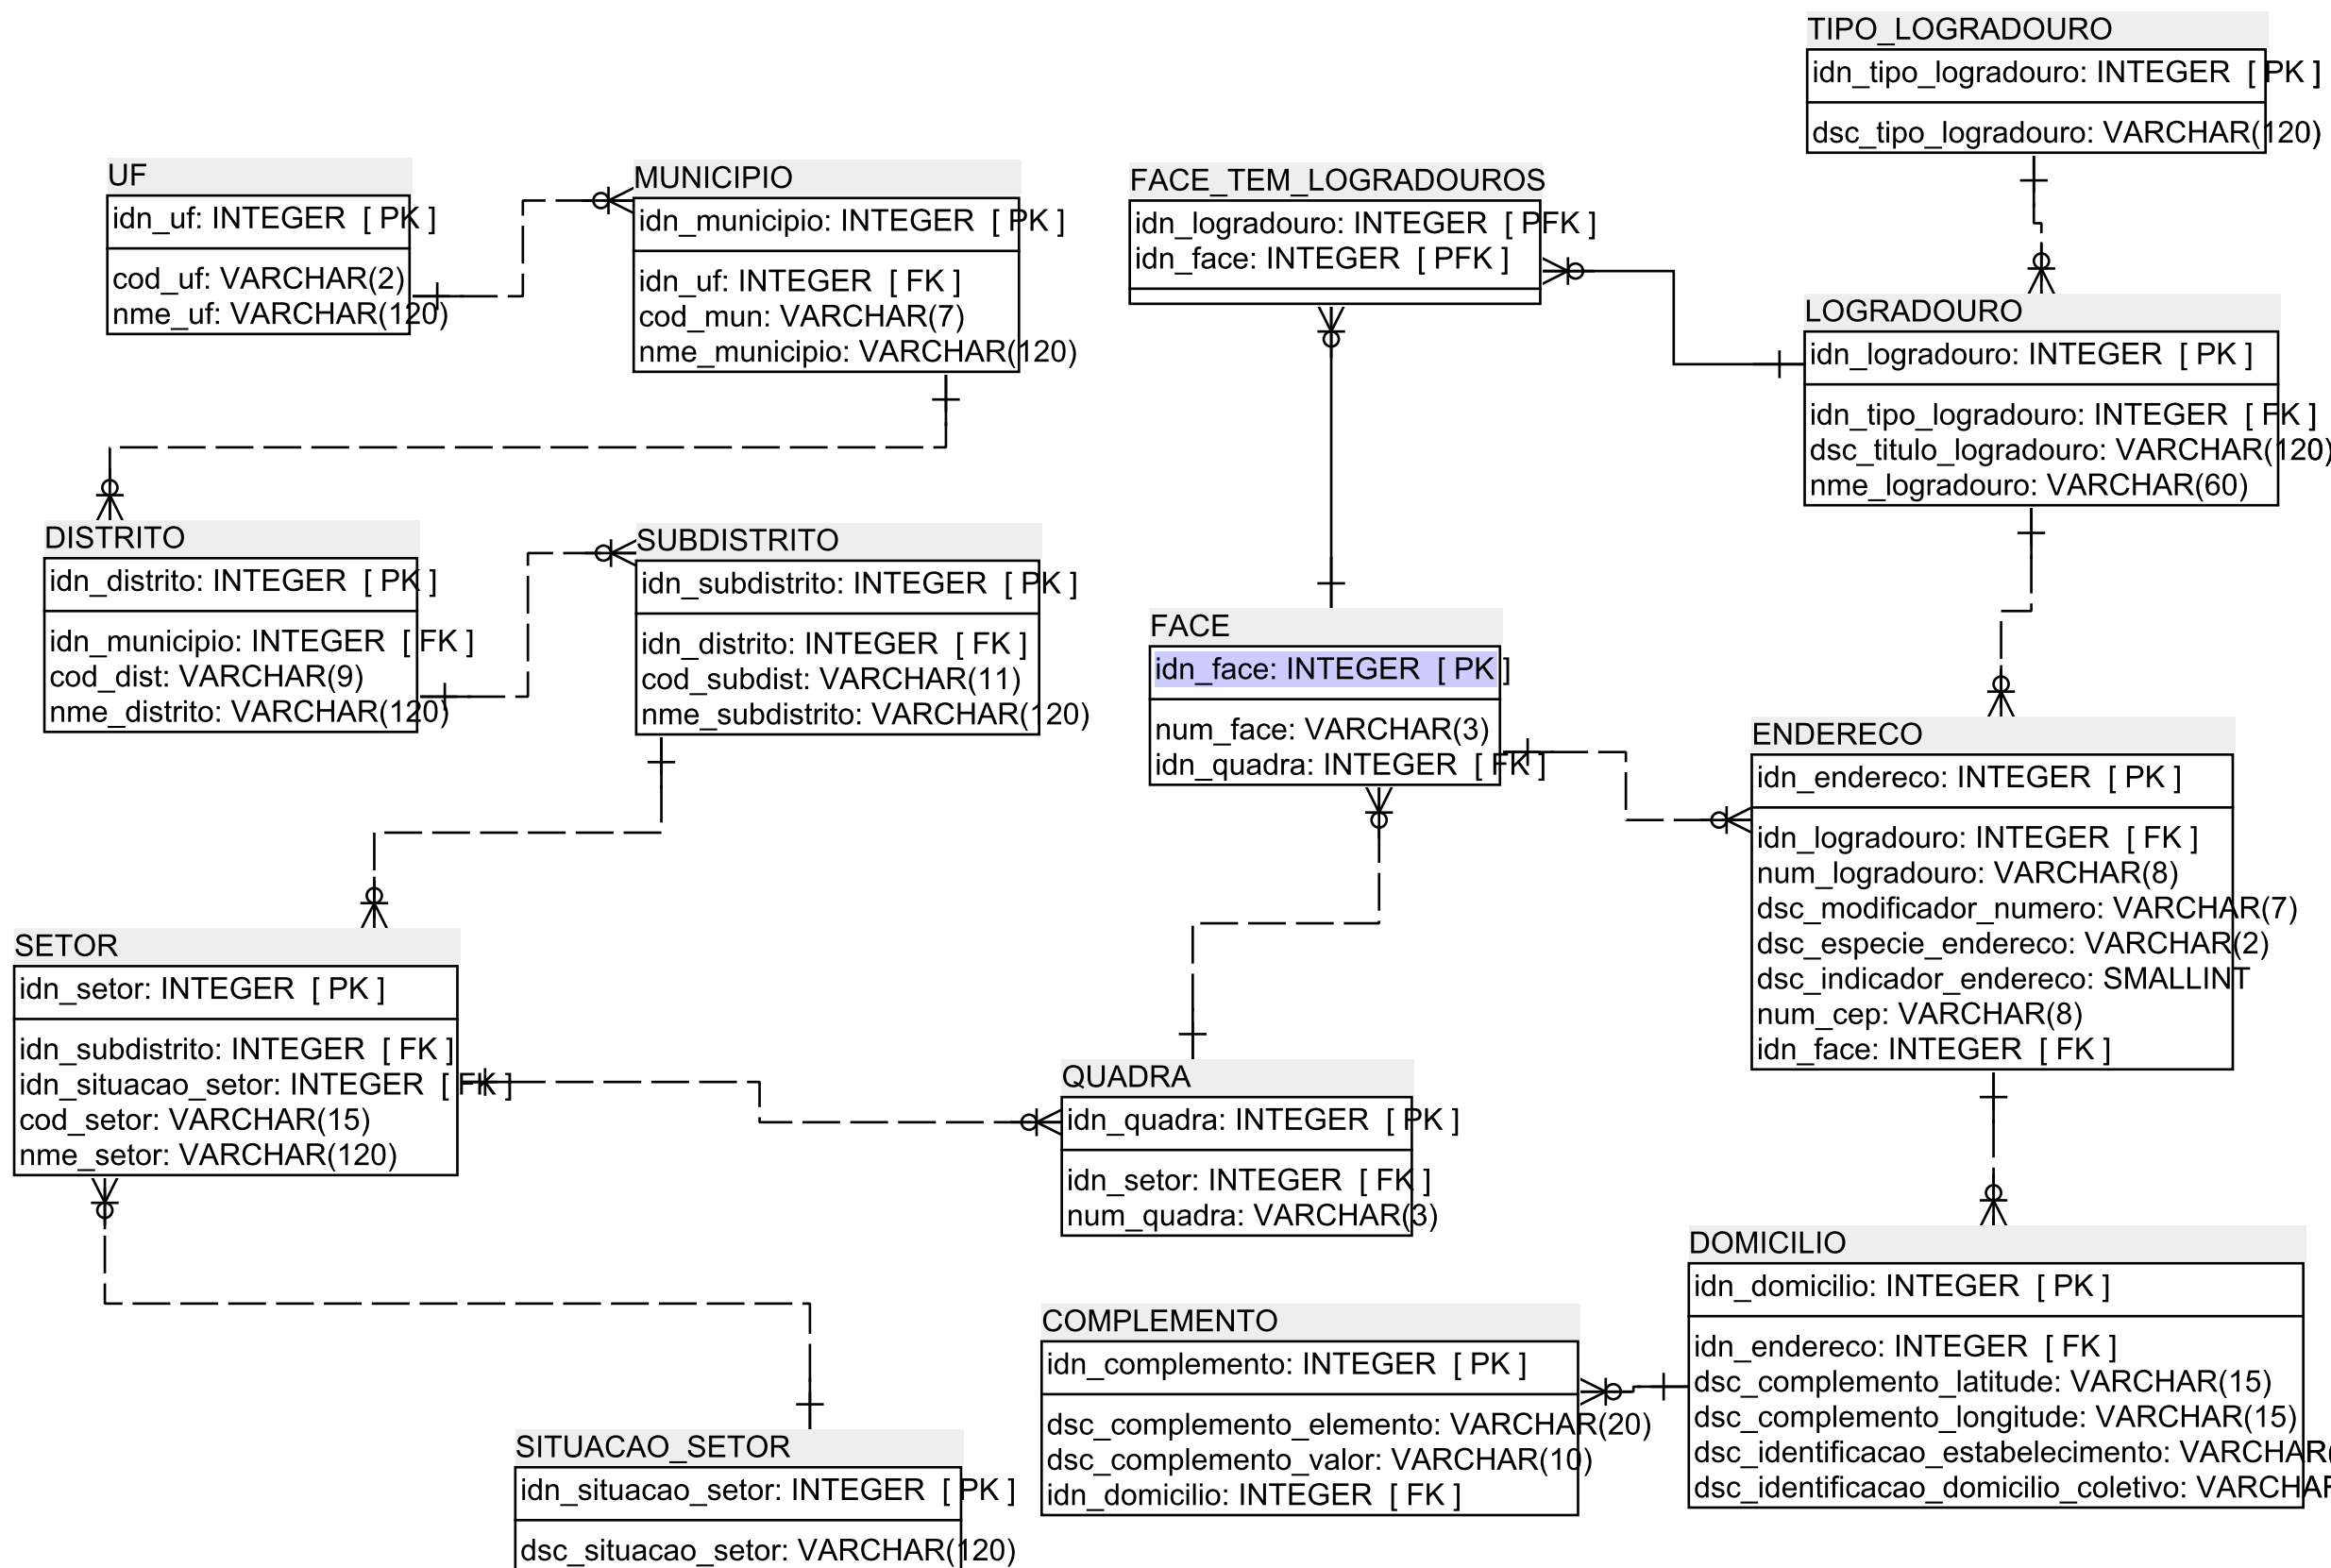 TIPO_LOGRADOURO
idn_tipo_logradouro: INTEGER [ PK ]
dsc_tipo_logradouro: VARCHAR(120)
UF
idn_uf: INTEGER [ PK ]
cod_uf: VARCHAR(2)
nme_uf: VARCHAR(120)
MUNICIPIO
idn_municipio: INTEGER [ PK ]
idn_uf: INTEGER [ FK ]
cod_mun: VARCHAR(7)
nme_municipio: VARCHAR(120)
FACE_TEM_LOGRADOUROS
idn_logradouro: INTEGER [ PFK ]
idn_face: INTEGER [ PFK ]
LOGRADOURO
idn_logradouro: INTEGER [ PK ]
idn_tipo_logradouro: INTEGER [ FK ]
dsc_titulo_logradouro: VARCHAR(120)
nme_logradouro: VARCHAR(60)
DISTRITO
idn_distrito: INTEGER [ PK ]
idn_municipio: INTEGER [ FK ]
cod_dist: VARCHAR(9)
nme_distrito: VARCHAR(120)
SUBDISTRITO
idn_subdistrito: INTEGER [ PK ]
idn_distrito: INTEGER [ FK ]
cod_subdist: VARCHAR(11)
nme_subdistrito: VARCHAR(120)
FACE
idn_face: INTEGER [ PK ]
num_face: VARCHAR(3)
idn_quadra: INTEGER [ FK ]
ENDERECO
idn_endereco: INTEGER [ PK ]
idn_logradouro: INTEGER [ FK ]
num_logradouro: VARCHAR(8)
dsc_modificador_numero: VARCHAR(7)
dsc_especie_endereco: VARCHAR(2)
dsc_indicador_endereco: SMALLINT
num_cep: VARCHAR(8)
idn_face: INTEGER [ FK ]
SETOR
idn_setor: INTEGER [ PK ]
idn_subdistrito: INTEGER [ FK ]
idn_situacao_setor: INTEGER [ FK ]
cod_setor: VARCHAR(15)
nme_setor: VARCHAR(120)
QUADRA
idn_quadra: INTEGER [ PK ]
idn_setor: INTEGER [ FK ]
num_quadra: VARCHAR(3)
DOMICILIO
idn_domicilio: INTEGER [ PK ]
idn_endereco: INTEGER [ FK ]
dsc_complemento_latitude: VARCHAR(15)
dsc_complemento_longitude: VARCHAR(15)
dsc_identificacao_estabelecimento: VARCHAR(
dsc_identificacao_domicilio_coletivo:
COMPLEMENTO
idn_complemento: INTEGER [ PK ]
dsc_complemento_elemento: VARCHAR(20)
dsc_complemento_valor: VARCHAR(10)
idn_domicilio: INTEGER [ FK ]
SITUACAO_SETOR
idn_situacao_setor: INTEGER [ PK ]
dsc_situacao_setor: VARCHAR(120)